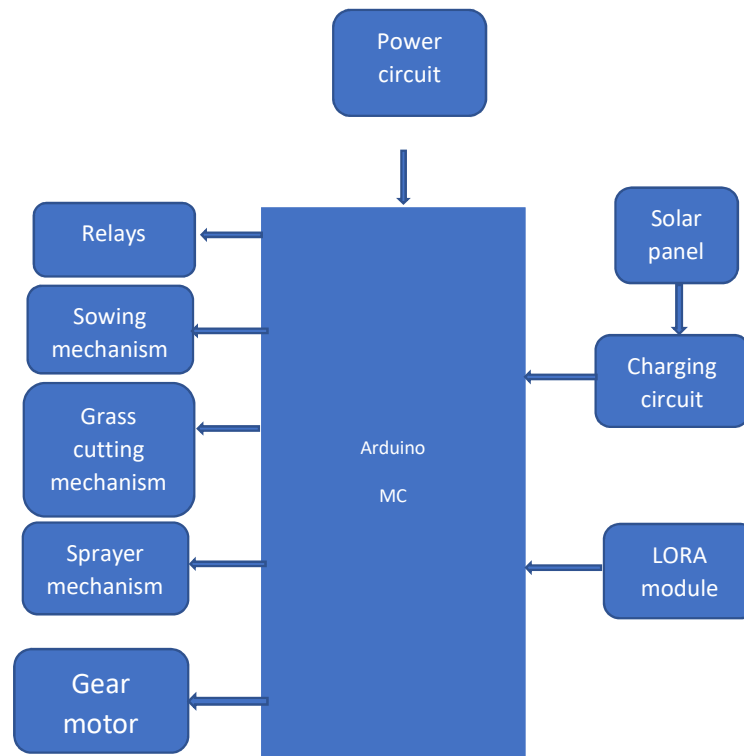 Power
circuit
Relays
Solar
panel
Sowing
mechanism
Charging
circuit
Grass
cutting
mechanism
Arduino
MC
Sprayer
mechanism
LORA
module
Gear
motor